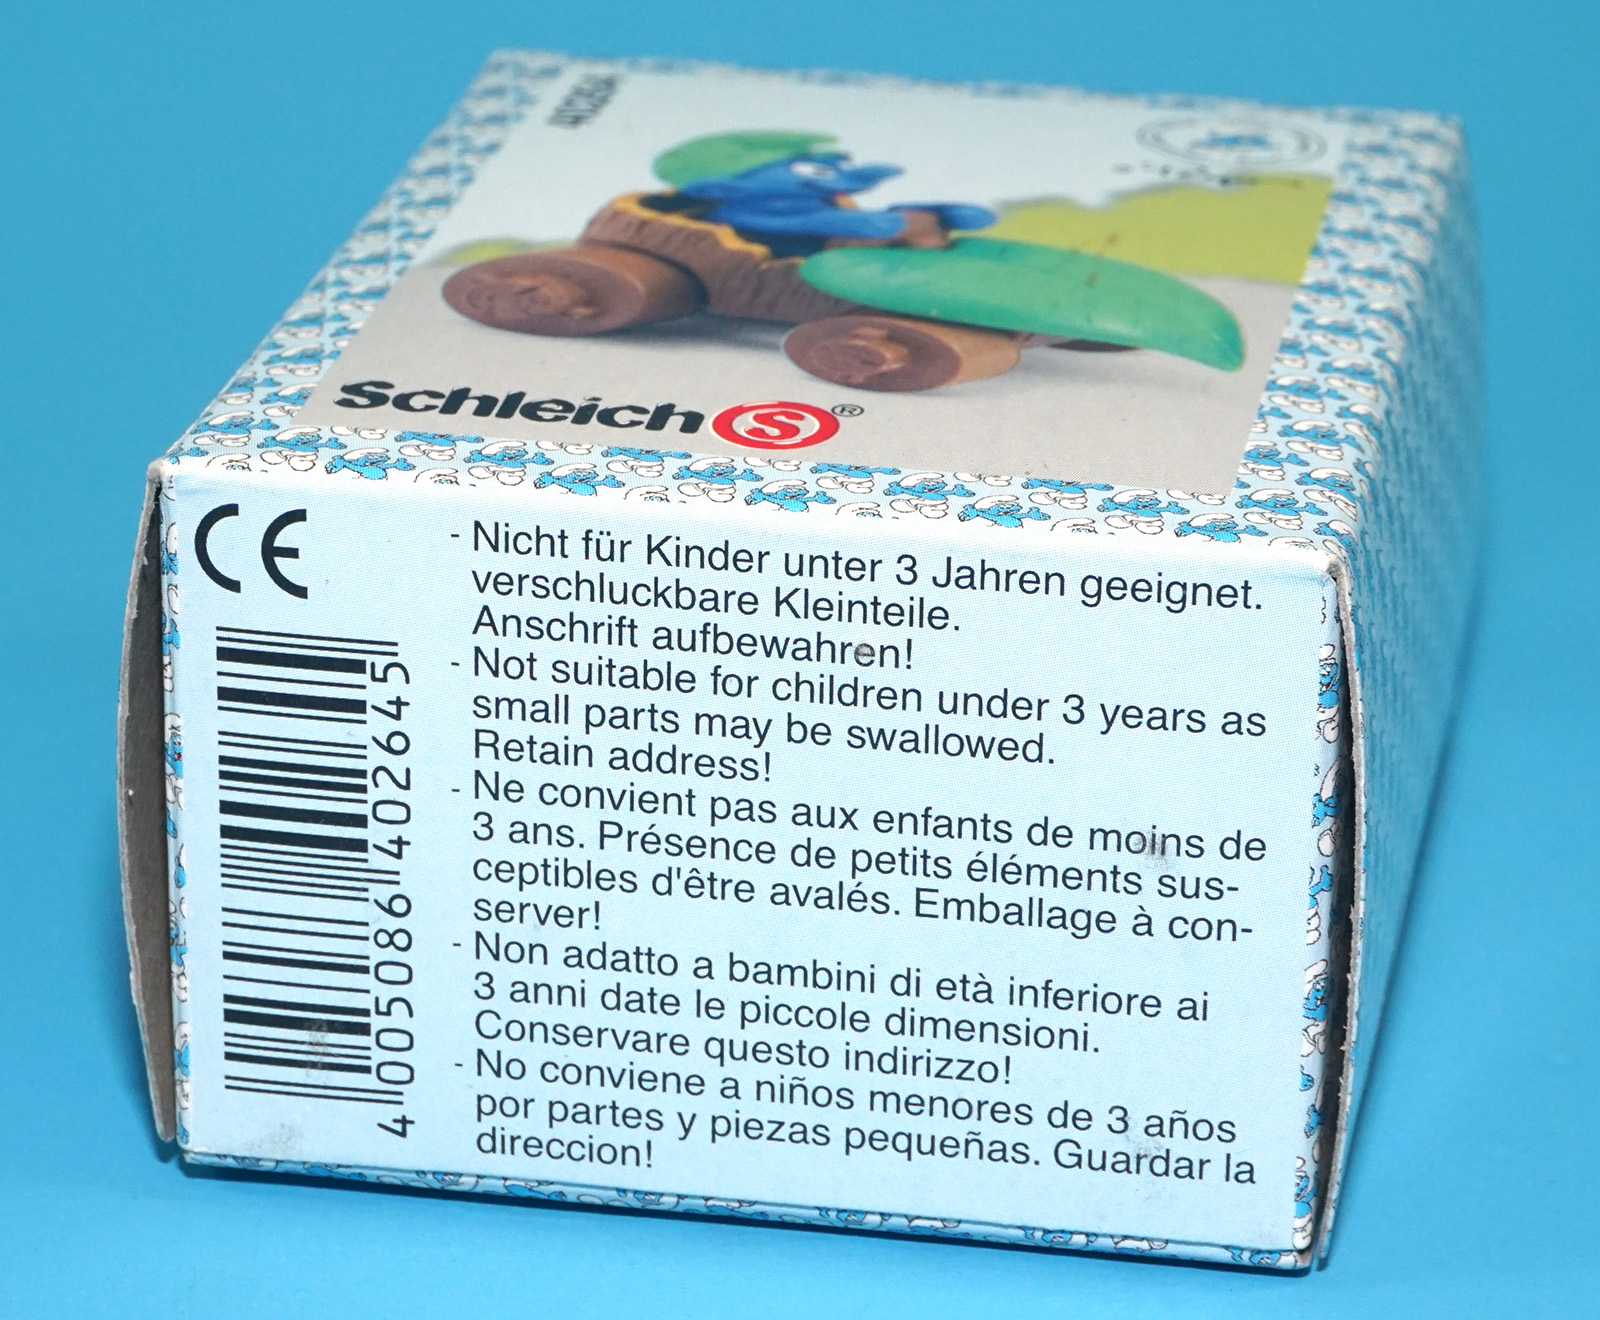 40264
Schleich S ®
CE
- Nicht für Kinder unter 3 Jahren geeignet.
verschluckbare Kleinteile.
Anschrift aufbewahren!
- Not suitable for children under 3 years as
small parts may be swallowed.
Retain address!
- Ne convient pas aux enfants de moins de
3 ans. Présence de petits éléments sus-
ceptibles d'être avalés. Emballage à con-
server!
- Non adatto a bambini di età inferiore ai
3 anni date le piccole dimensioni.
Conservare questo indirizzo!
- No conviene a niños menores de 3 años
por partes y piezas pequeñas. Guardar la
direccion!
4 005086 402645